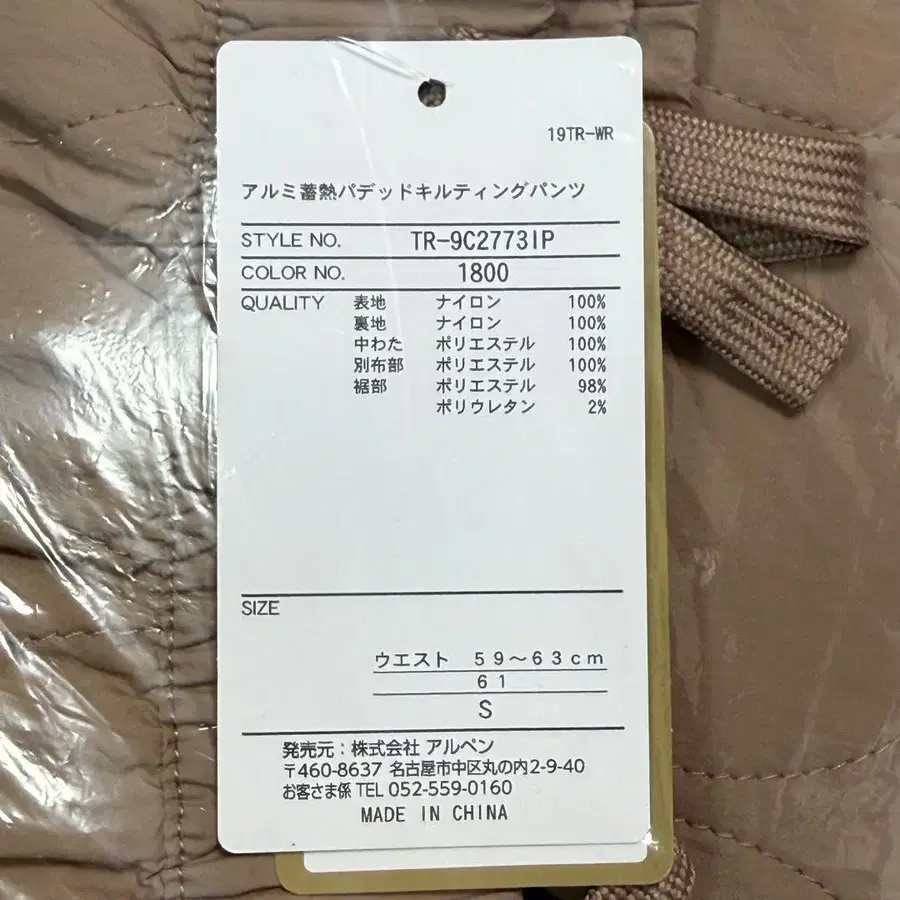 19TR-WR
アルミ蓄熱パデッドキルティングパンツ
STYLE NO. TR-9C2773IP
COLOR NO. 1800
QUALITY 表地 ナイロン 100%
裏地 ナイロン 100%
中わた ポリエステル 100%
別布部 ポリエステル 100%
裾部 ポリエステル 98%
ポリウレタン 2%
SIZE
ウエスト 59〜63cm
61
S
発売元：株式会社 アルペン
〒460-8637 名古屋市中区丸の内2-9-40
お客さま係 TEL 052-559-0160
MADE IN CHINA